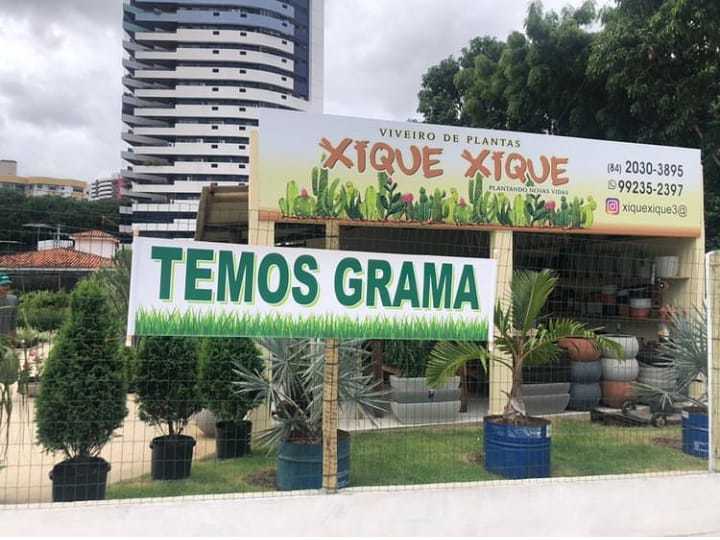 VIVEIRO DE PLANTAS
XIQUE XIQUE
PLANTANDO NOVAS VIDAS
(84) 2030-3895
99235-2397
xiquexique3@
TEMOS GRAMA